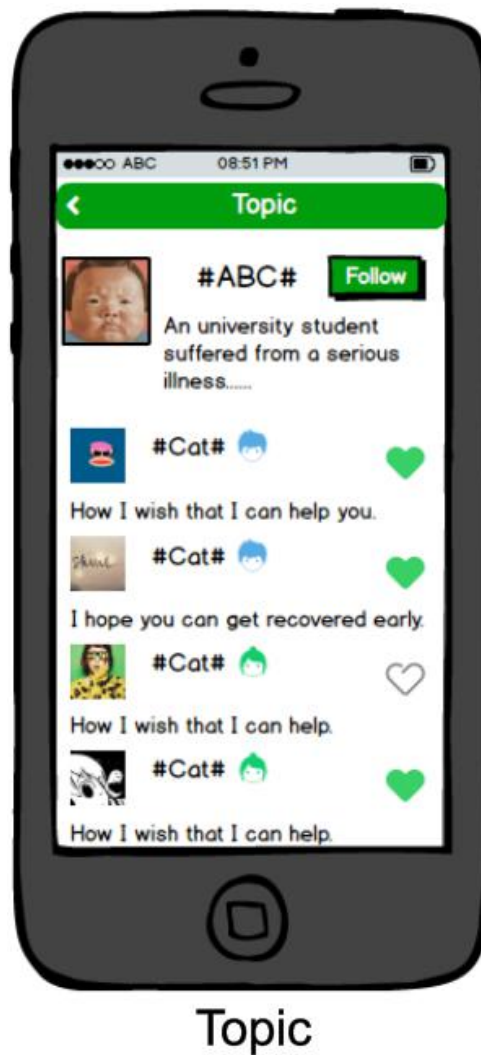 ABC 08:51 PM
Topic
#ABC# Follow
An university student
suffered from a serious
illness......
#Cat#
How I wish that I can help you.
#Cat#
I hope you can get recovered early.
#Cat#
How I wish that I can help.
#Cat#
How I wish that I can help.
Topic